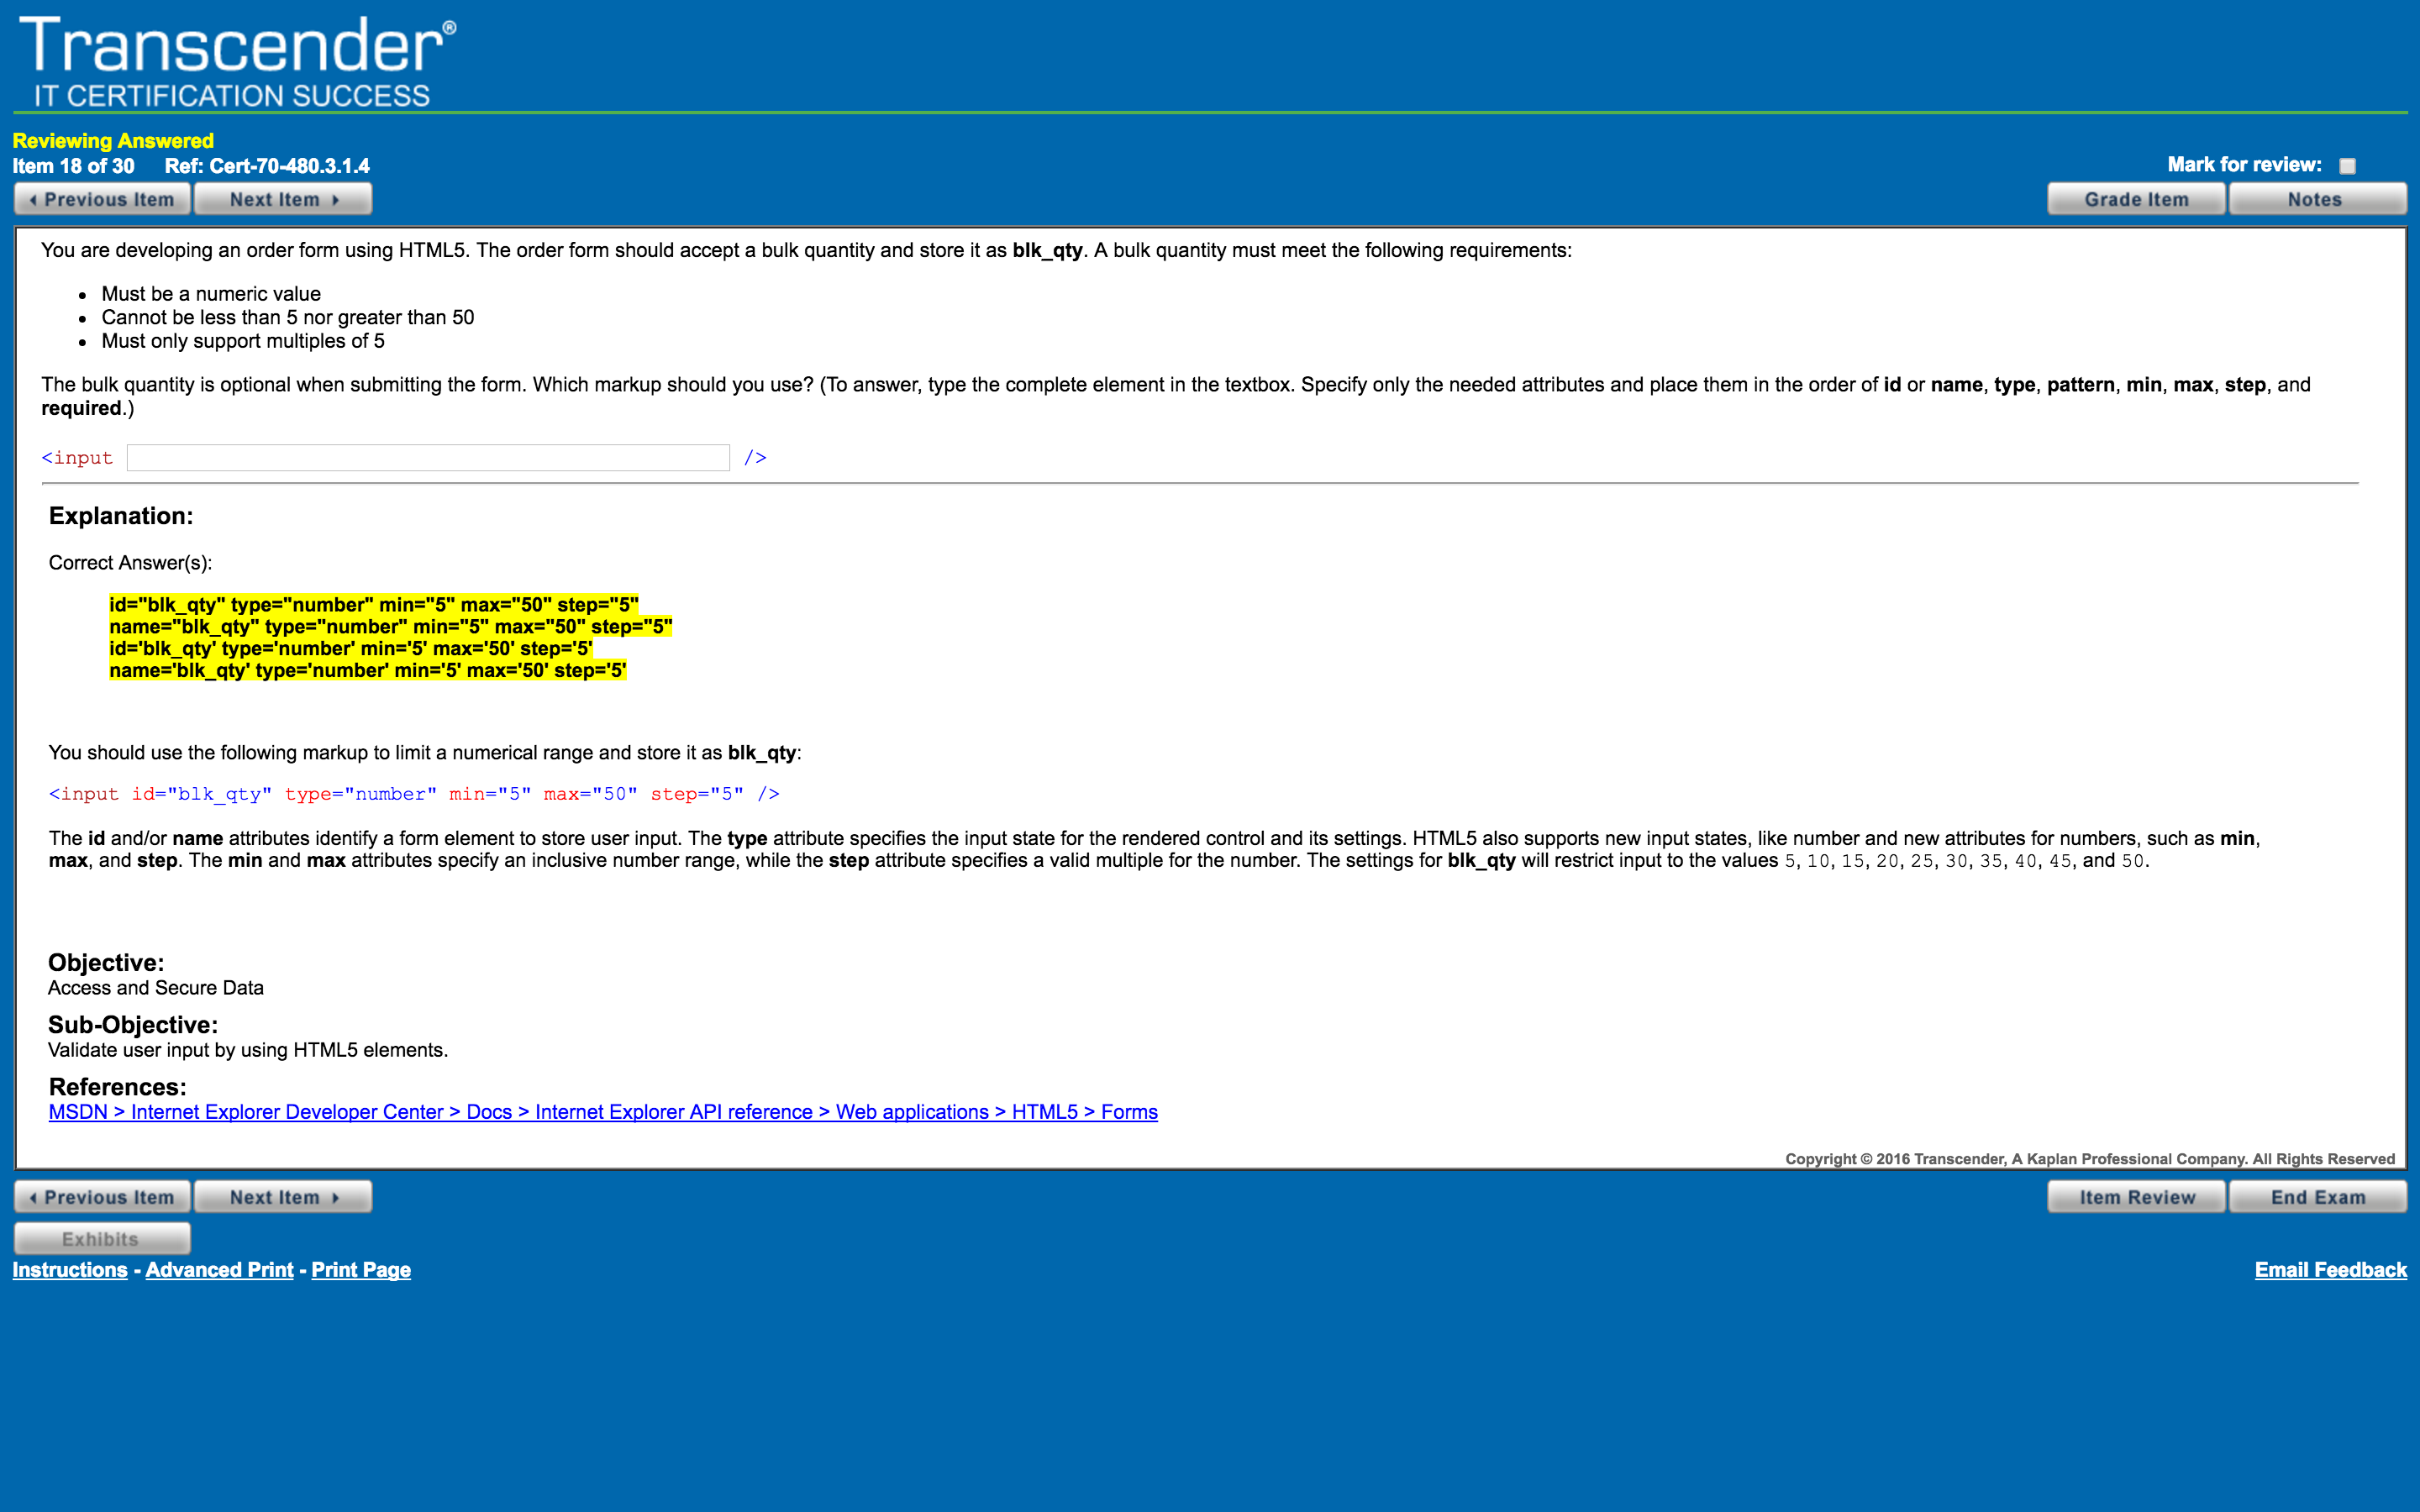 Transcender®
IT CERTIFICATION SUCCESS
Reviewing Answered
Item 18 of 30 Ref: Cert-70-480.3.1.4
Mark for review:
Previous Item Next Item Grade Item Notes
You are developing an order form using HTML5. The order form should accept a bulk quantity and store it as blk_qty. A bulk quantity must meet the following requirements:
• Must be a numeric value
• Cannot be less than 5 nor greater than 50
• Must only support multiples of 5
The bulk quantity is optional when submitting the form. Which markup should you use? (To answer, type the complete element in the textbox. Specify only the needed attributes and place them in the order of id or name, type, pattern, min, max, step, and
required.)
<input />
Explanation:
Correct Answer(s):
id="blk_qty" type="number" min="5" max="50" step="5"
name="blk_qty" type="number" min="5" max="50" step="5"
id='blk_qty' type='number' min='5' max='50' step='5'
name='blk_qty' type='number' min='5' max='50' step='5'
You should use the following markup to limit a numerical range and store it as blk_qty:
<input id="blk_qty" type="number" min="5" max="50" step="5" />
The id and/or name attributes identify a form element to store user input. The type attribute specifies the input state for the rendered control and its settings. HTML5 also supports new input states, like number and new attributes for numbers, such as min,
max, and step. The min and max attributes specify an inclusive number range, while the step attribute specifies a valid multiple for the number. The settings for blk_qty will restrict input to the values 5, 10, 15, 20, 25, 30, 35, 40, 45, and 50.
Objective:
Access and Secure Data
Sub-Objective:
Validate user input by using HTML5 elements.
References:
MSDN > Internet Explorer Developer Center > Docs > Internet Explorer API reference > Web applications > HTML5 > Forms
Copyright © 2016 Transcender, A Kaplan Professional Company. All Rights Reserved
Previous Item Next Item Item Review End Exam
Exhibits
Instructions - Advanced Print - Print Page Email Feedback